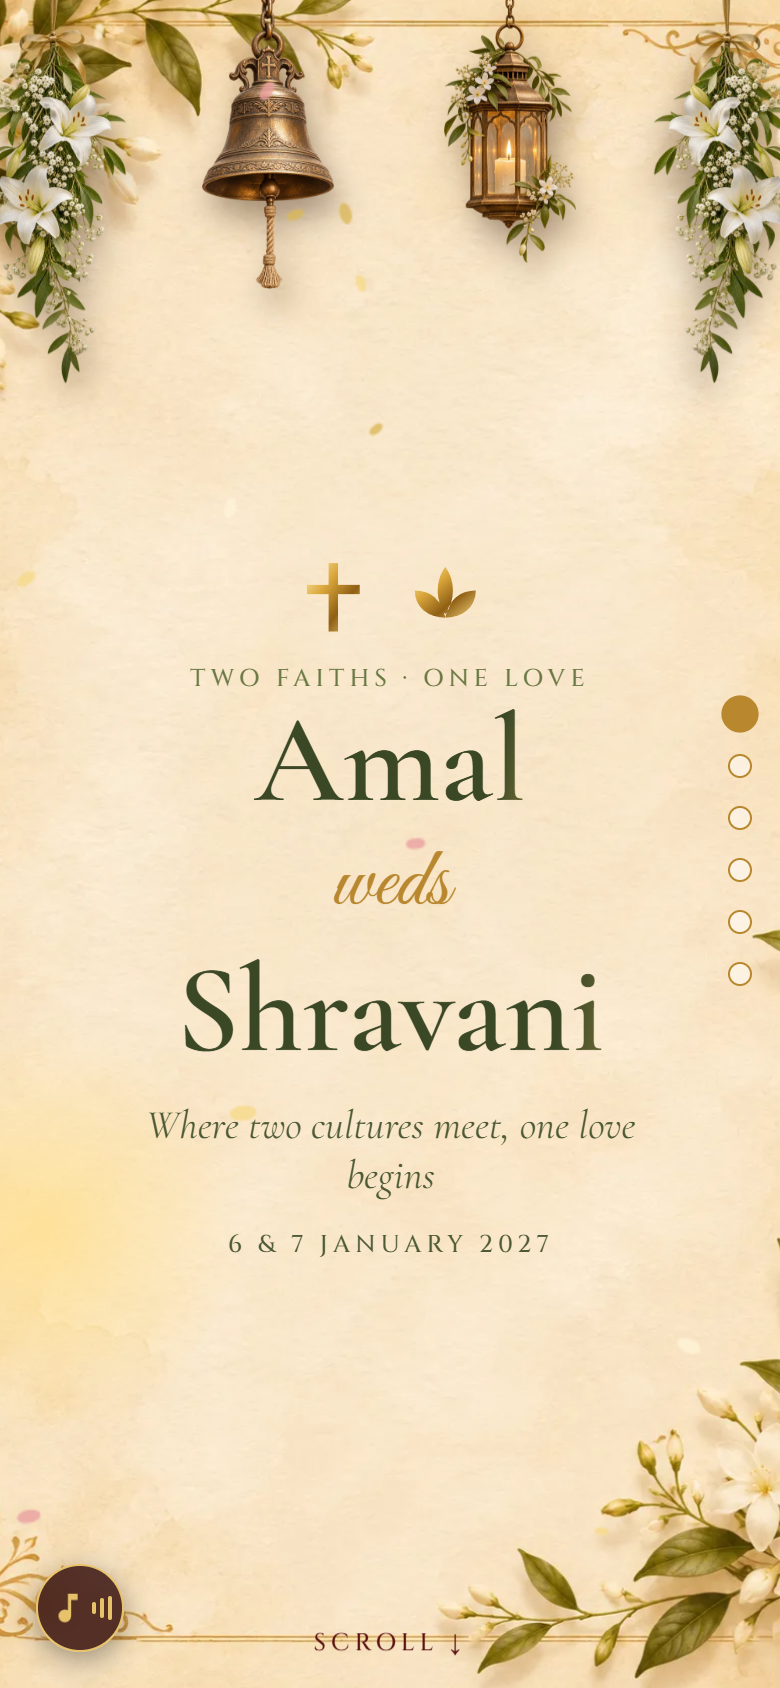 TWO FAITHS · ONE LOVE
Amal
weds
Shravani
Where two cultures meet, one love
begins
6 & 7 JANUARY 2027
SCROLL ↓